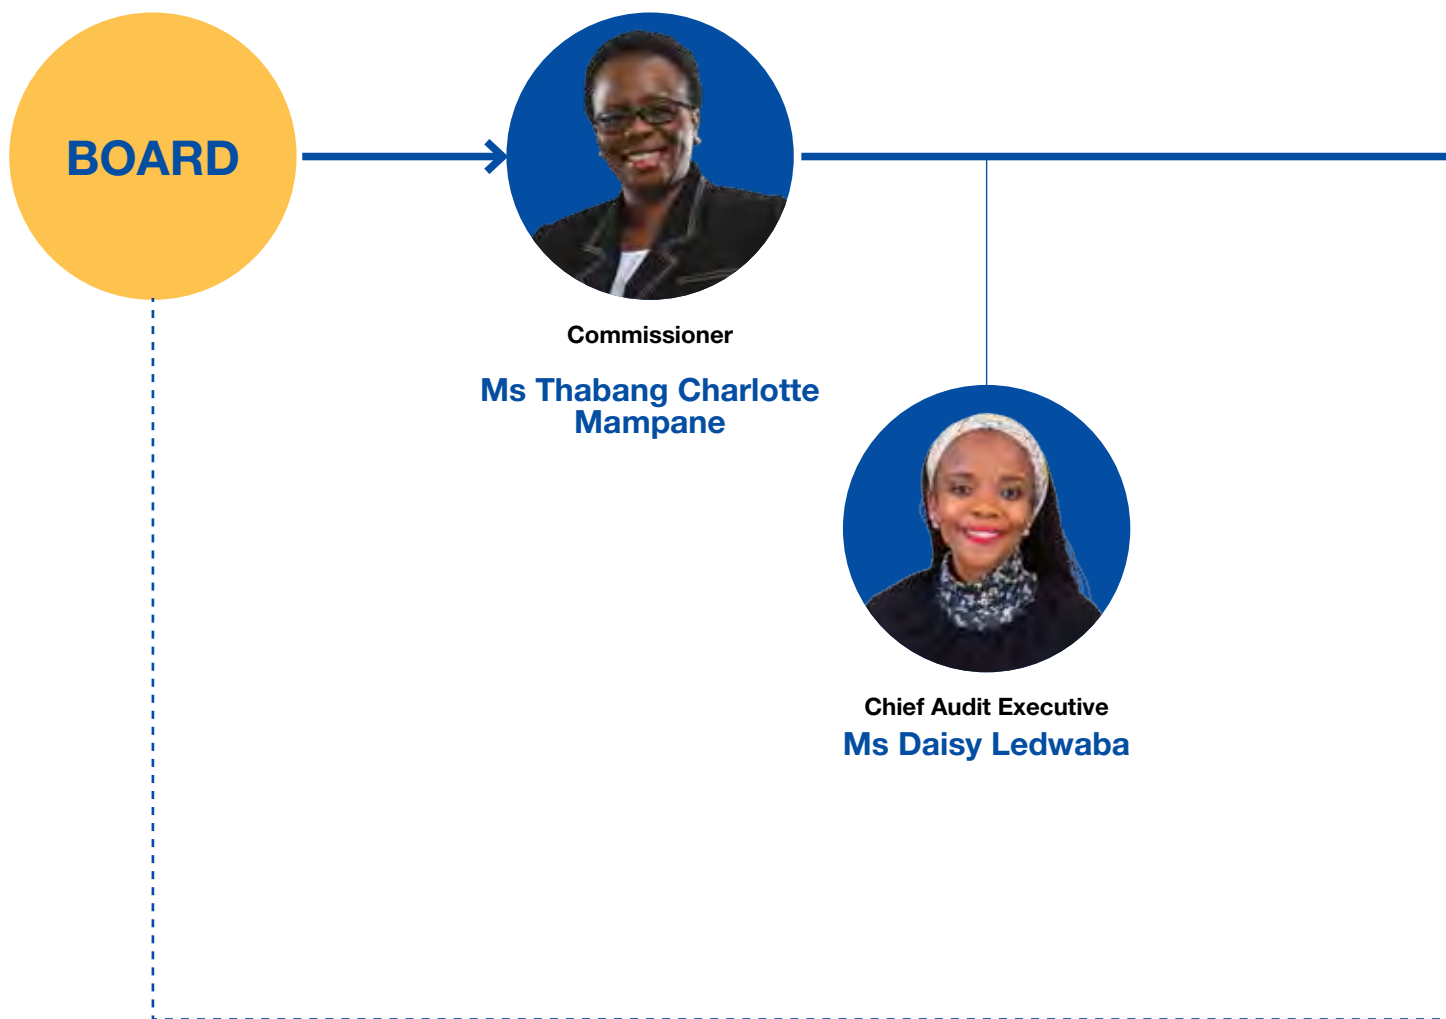 BOARD
Commissioner
Ms Thabang Charlotte
Mampane
Chief Audit Executive
Ms Daisy Ledwaba